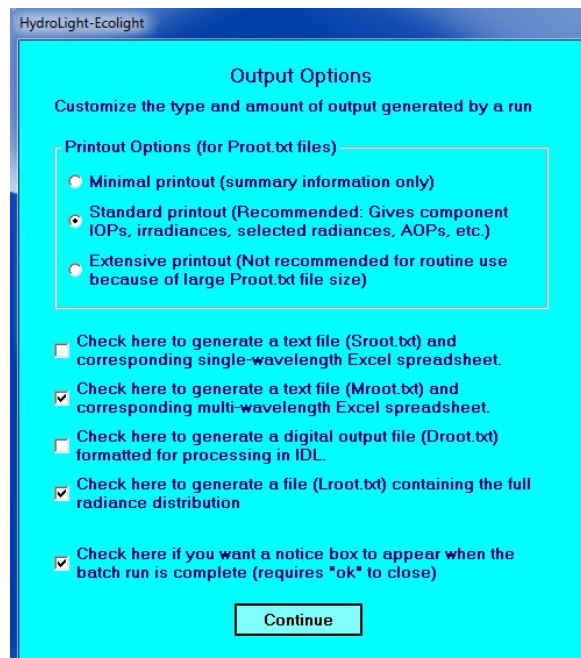 HydroLight-Ecolight
Output Options
Customize the type and amount of output generated by a run
Printout Options (for Proot.txt files)
Minimal printout (summary information only)
Standard printout (Recommended: Gives component
IOPs, irradiances, selected radiances, AOPs, etc.)
Extensive printout (Not recommended for routine use
because of large Proot.txt file size)
Check here to generate a text file (Sroot.txt) and
corresponding single-wavelength Excel spreadsheet.
Check here to generate a text file (Mroot.txt) and
corresponding multi-wavelength Excel spreadsheet.
Check here to generate a digital output file (Droot.txt)
formatted for processing in IDL.
Check here to generate a file (Lroot.txt) containing the full
radiance distribution
Check here if you want a notice box to appear when the
batch run is complete (requires "ok" to close)
Continue